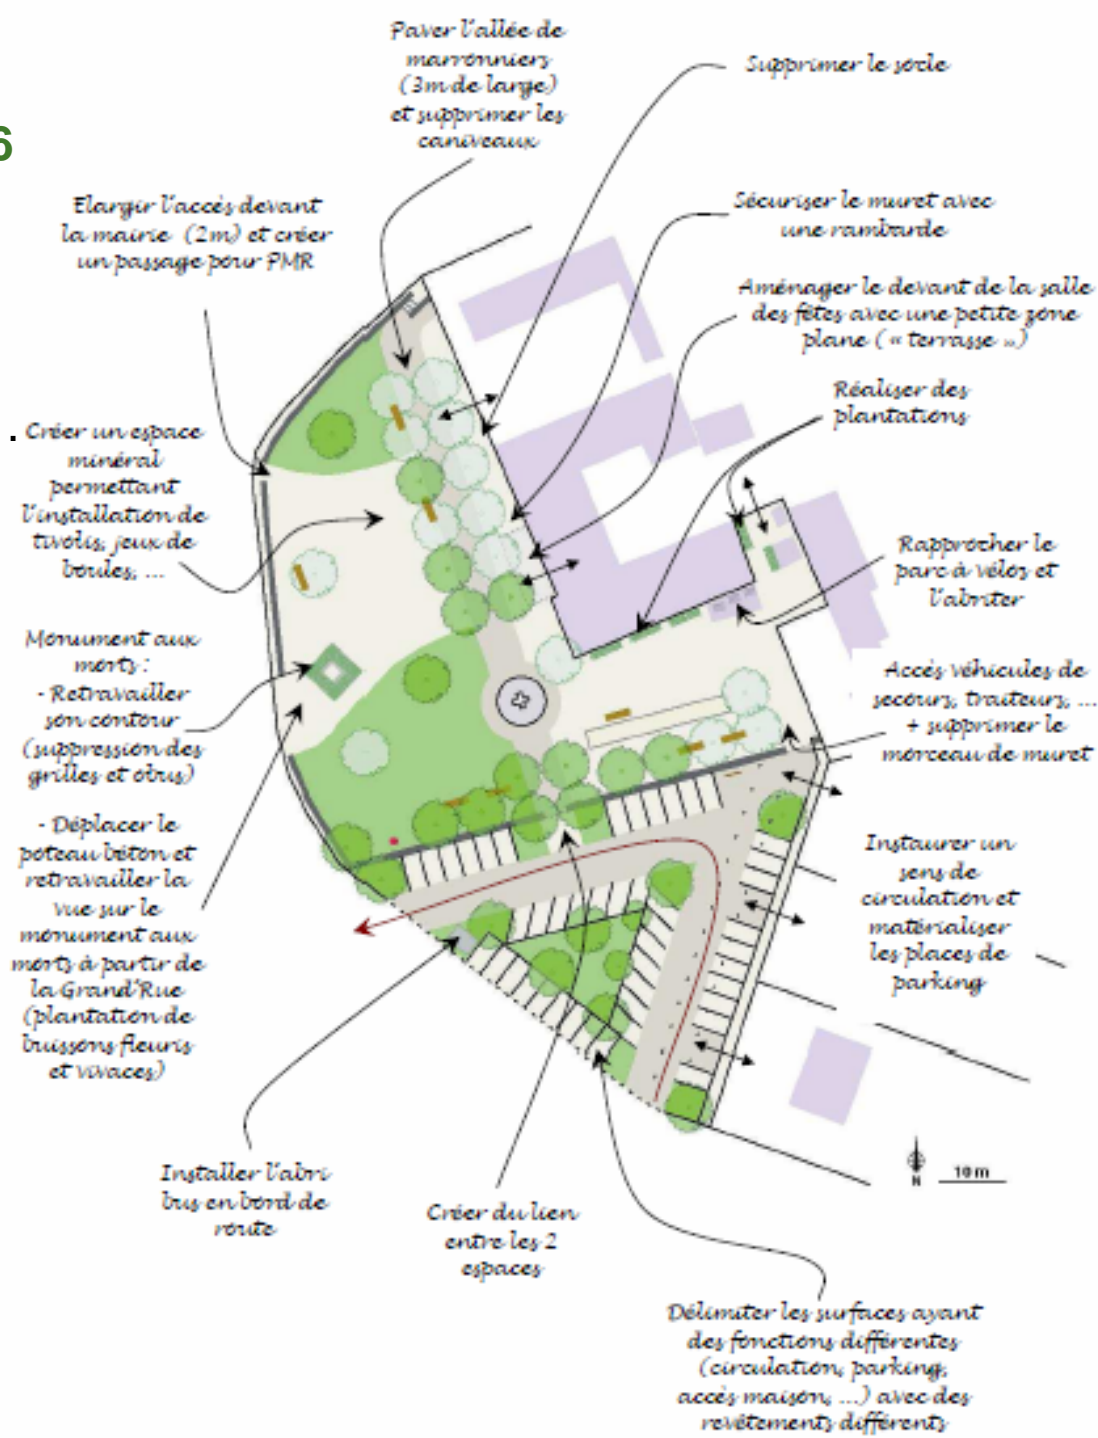 6
Paver l'allée de
marronniers
(3m de large)
et supprimer les
caniveaux
Supprimer le socle
Elargir l'accès devant
la mairie (2m) et créer
un passage pour PMR
Sécuriser le muret avec
une rambarde
Aménager le devant de la salle
des fêtes avec une petite zone
plane (« terrasse »)
Réaliser des
plantations
. Créer un espace
minéral
permettant
l'installation de
tivolis, jeux de
boules, ...
Rapprocher le
parc à vélos et
l'abriter
Monument aux
morts :
- Retravailler
son contour
(suppression des
grilles et obus)
Accès véhicules de
secours, traiteurs, ...
+ supprimer le
morceau de muret
- Déplacer le
poteau béton et
retravailler la
vue sur le
monument aux
morts à partir de
la Grand'Rue
(plantation de
buissons fleuris
et vivaces)
Instaurer un
sens de
circulation et
matérialiser
les places de
parking
N
10 m
Installer l'abri
bus en bord de
route
Créer du lien
entre les 2
espaces
Délimiter les surfaces ayant
des fonctions différentes
(circulation, parking,
accès maison, ...) avec des
revêtements différents